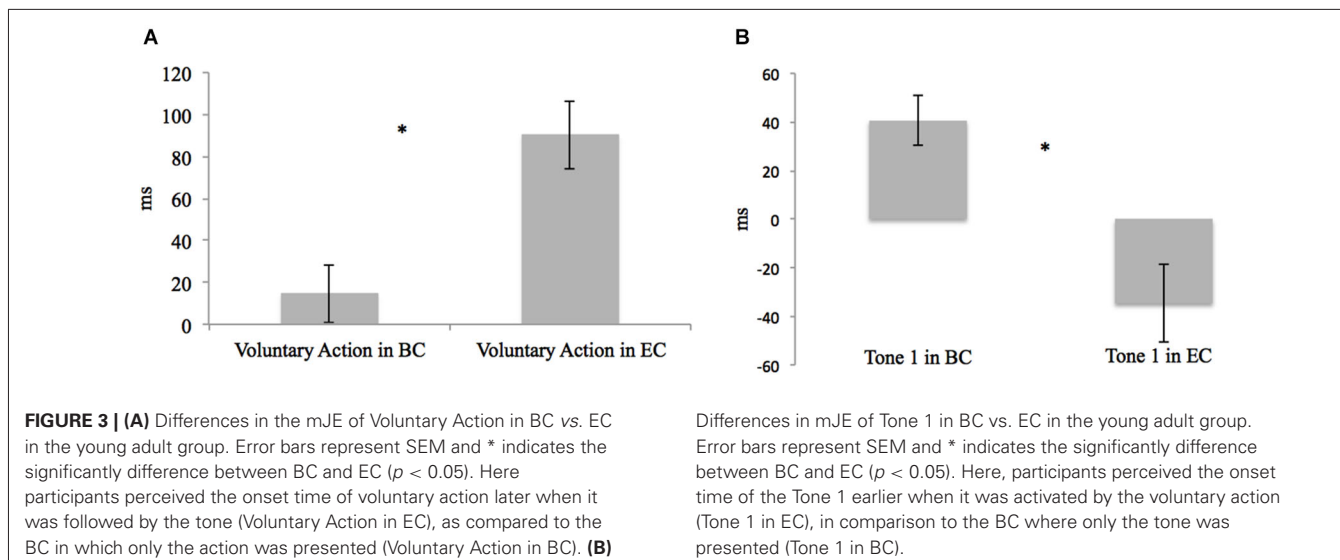 A
120
100
80
60
40
20
0
ms
*
Voluntary Action in BC
Voluntary Action in EC
B
60
40
20
0
-20
-40
-60
ms
*
Tone 1 in BC
Tone 1 in EC
FIGURE 3 | (A) Differences in the mJE of Voluntary Action in BC vs. EC
in the young adult group. Error bars represent SEM and * indicates the
significantly difference between BC and EC (p < 0.05). Here
participants perceived the onset time of voluntary action later when it
was followed by the tone (Voluntary Action in EC), as compared to the
BC in which only the action was presented (Voluntary Action in BC). (B)
Differences in mJE of Tone 1 in BC vs. EC in the young adult group.
Error bars represent SEM and * indicates the significantly difference
between BC and EC (p < 0.05). Here, participants perceived the onset
time of the Tone 1 earlier when it was activated by the voluntary action
(Tone 1 in EC), in comparison to the BC where only the tone was
presented (Tone 1 in BC).